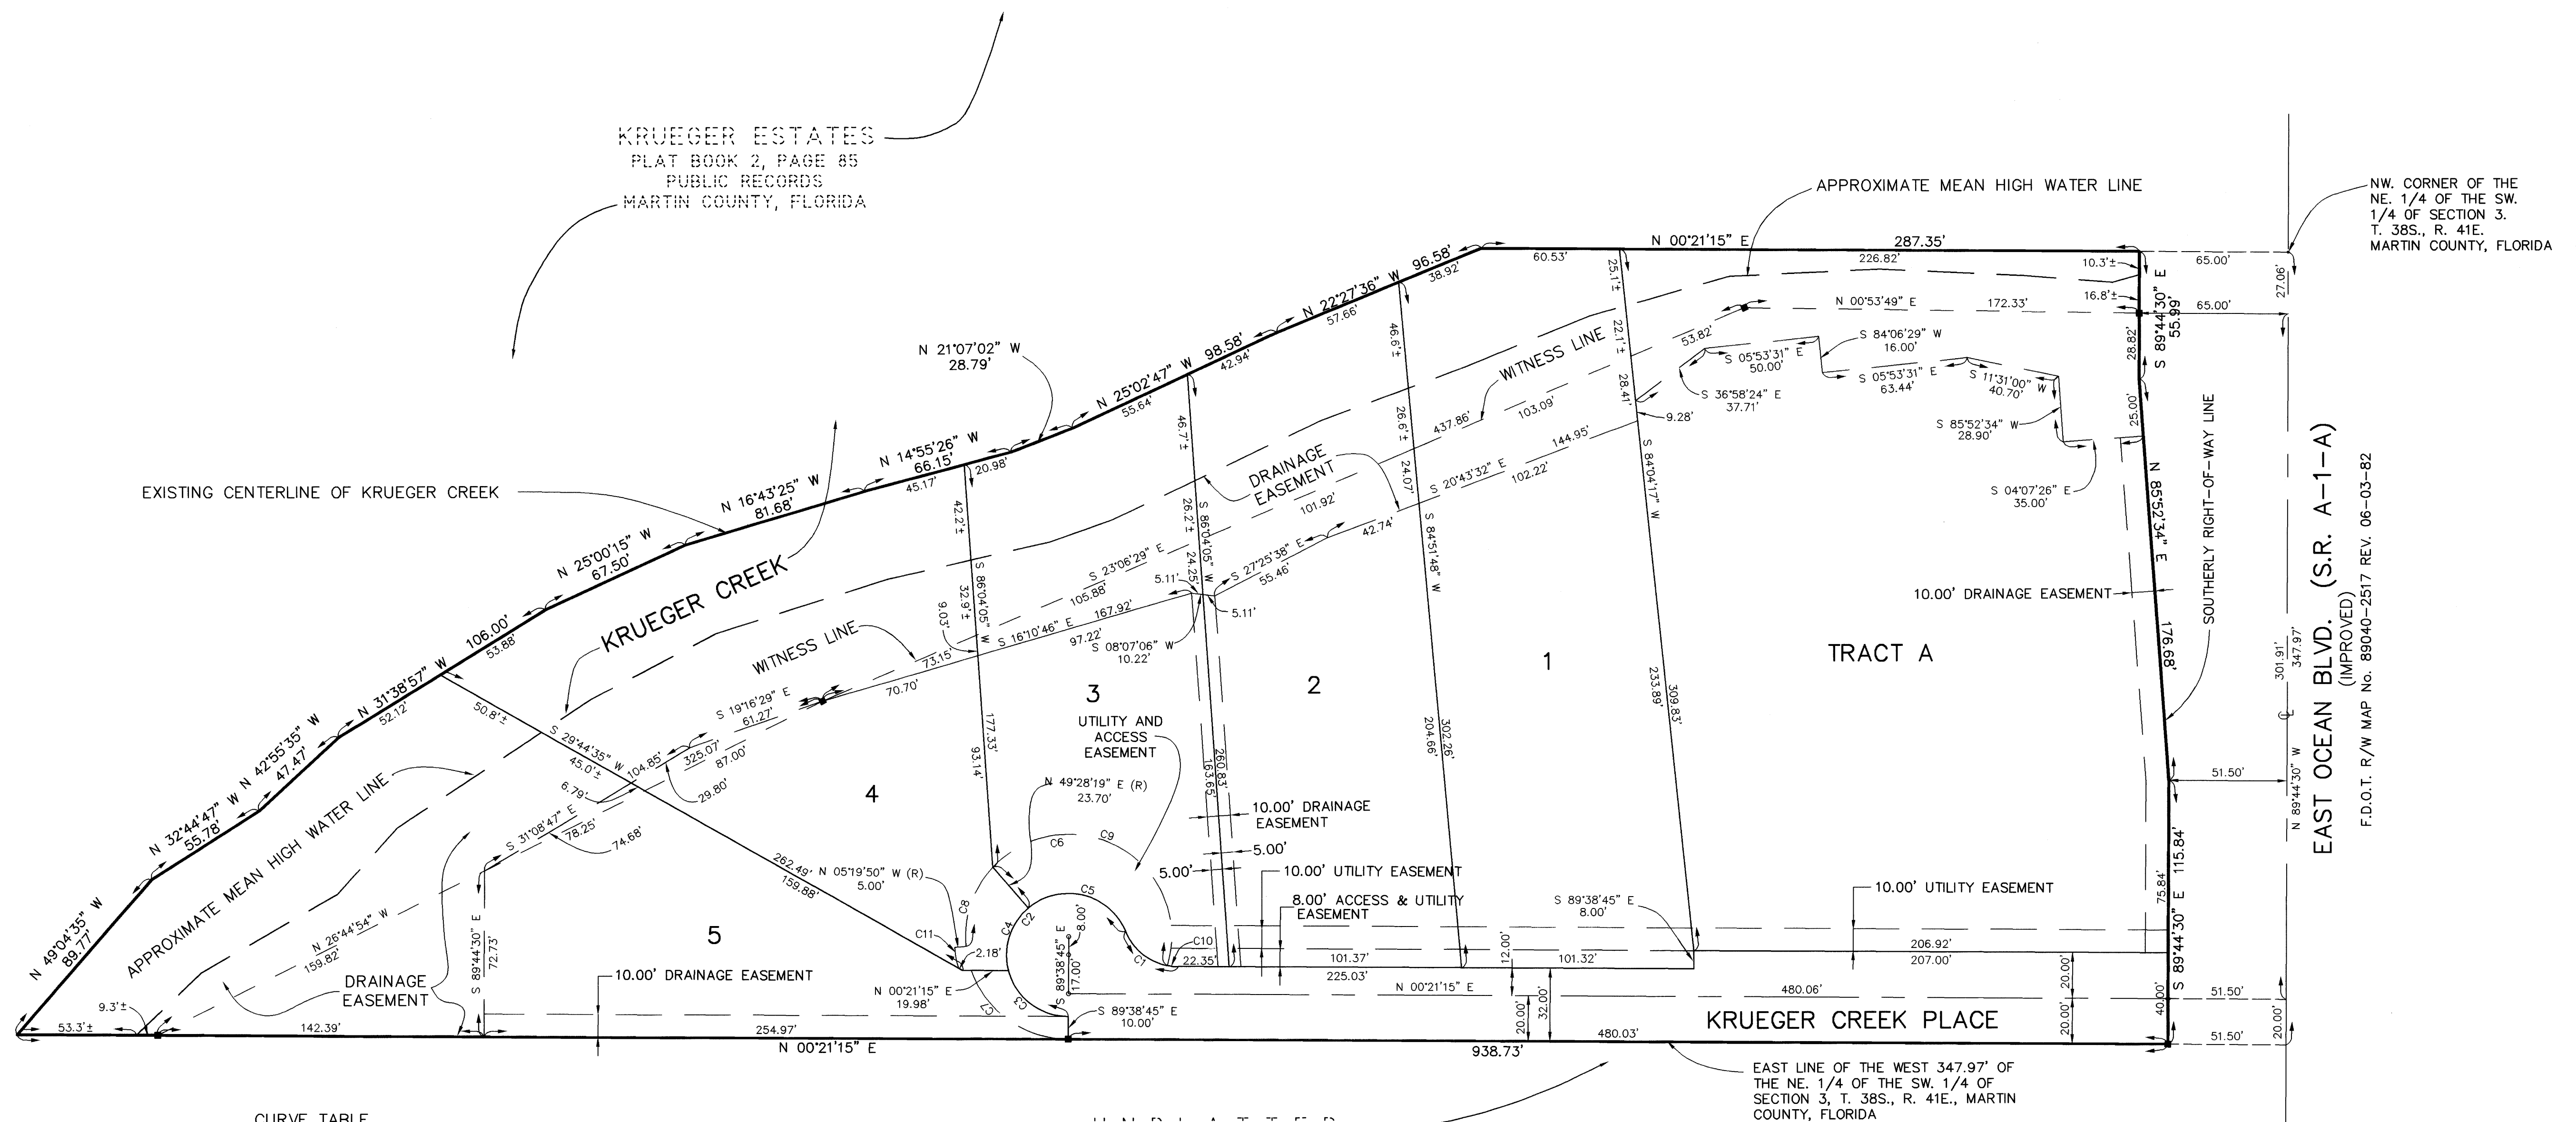 KRUEGER ESTATES
PLAT BOOK 2, PAGE 85
PUBLIC RECORDS
MARTIN COUNTY, FLORIDA
APPROXIMATE MEAN HIGH WATER LINE
NW. CORNER OF THE
NE. 1/4 OF THE SW.
1/4 OF SECTION 3.
T. 38S., R. 41E.
MARTIN COUNTY, FLORIDA
N 00°21'15" E 287.35'
60.53'
226.82'
10.3'±
65.00'
27.06'
16.8'±
65.00'
S 89°44'30" E
55.99'
28.82'
25.00'
N 00°53'49" E 172.33'
96.58'
38.92'
N 22°27'36" W
57.66'
98.58'
42.94'
N 25°02'47" W
55.64'
N 21°07'02" W
28.79'
N 14°55'26" W
66.15'
20.98'
45.17'
N 16°43'25" W
81.68'
EXISTING CENTERLINE OF KRUEGER CREEK
N 25°00'15" W
67.50'
106.00'
53.88'
N 31°38'57" W
52.12'
N 42°55'35" W
47.47'
N 32°44'47" W
55.78'
N 49°04'35" W
89.77'
25.1'±
22.1'±
28.41'
9.28'
53.82'
WITNESS LINE
S 84°06'29" W
16.00'
S 05°53'31" E
50.00'
S 05°53'31" E
63.44'
S 11°31'00" W
40.70'
S 36°58'24" E
37.71'
S 85°52'34" W
28.90'
S 04°07'26" E
35.00'
46.6'±
26.6'±
24.07'
437.86'
103.09'
144.95'
S 20°43'32" E
102.22'
S 84°04'17" W
DRAINAGE
EASEMENT
101.92'
42.74'
46.7'±
26.2'±
24.25'
S 86°04'05" W
S 84°51'48" W
S 27°25'38" E
55.46'
5.11'
5.11'
S 23°06'29" E
105.88'
167.92'
S 16°10'46" E
97.22'
S 08°07'06" W
10.22'
42.2'±
32.9'±
S 86°04'05" W
9.03'
73.15'
70.70'
KRUEGER CREEK
WITNESS LINE
S 19°16'29" E
61.27'
325.07'
87.00'
104.85'
29.80'
6.79'
50.8'±
S 29°44'35" W
45.0'±
S 31°08'47" E
78.25'
74.68'
APPROXIMATE MEAN HIGH WATER LINE
N 26°44'54" W
159.82'
DRAINAGE
EASEMENT
S 89°44'30" E
72.73'
262.49'
159.88'
177.33'
93.14'
3
UTILITY AND
ACCESS
EASEMENT
4
5
2
1
TRACT A
N 49°28'19" E (R)
23.70'
C6
C9
N 05°19'50" W (R)
5.00'
C8
C11
2.18'
C2
C4
C5
C1
C3
C7
C10
22.35'
N 00°21'15" E
19.98'
S 89°38'45" E
17.00'
8.00'
S 89°38'45" E
10.00'
260.83'
163.65'
10.00' DRAINAGE
EASEMENT
5.00'
5.00'
10.00' UTILITY EASEMENT
8.00' ACCESS & UTILITY
EASEMENT
302.26'
204.66'
309.83'
233.89'
S 89°38'45" E
8.00'
10.00' UTILITY EASEMENT
10.00' DRAINAGE EASEMENT
N 85°52'34" E
176.68'
SOUTHERLY RIGHT-OF-WAY LINE
115.84'
75.84'
S 89°44'30" E
40.00'
51.50'
51.50'
51.50'
20.00'
301.91'
347.97'
N 89°44'30" W
EAST OCEAN BLVD. (S.R. A-1-A)
(IMPROVED)
F.D.O.T. R/W MAP No. 89040-2517 REV. 06-03-82
206.92'
207.00'
101.37'
101.32'
225.03'
12.00'
N 00°21'15" E
480.06'
20.00'
32.00'
20.00'
20.00'
KRUEGER CREEK PLACE
480.03'
10.00' DRAINAGE EASEMENT
9.3'±
53.3'±
142.39'
254.97'
N 00°21'15" E
938.73'
EAST LINE OF THE WEST 347.97' OF
THE NE. 1/4 OF THE SW. 1/4 OF
SECTION 3, T. 38S., R. 41E., MARTIN
COUNTY, FLORIDA
CURVE TABLE